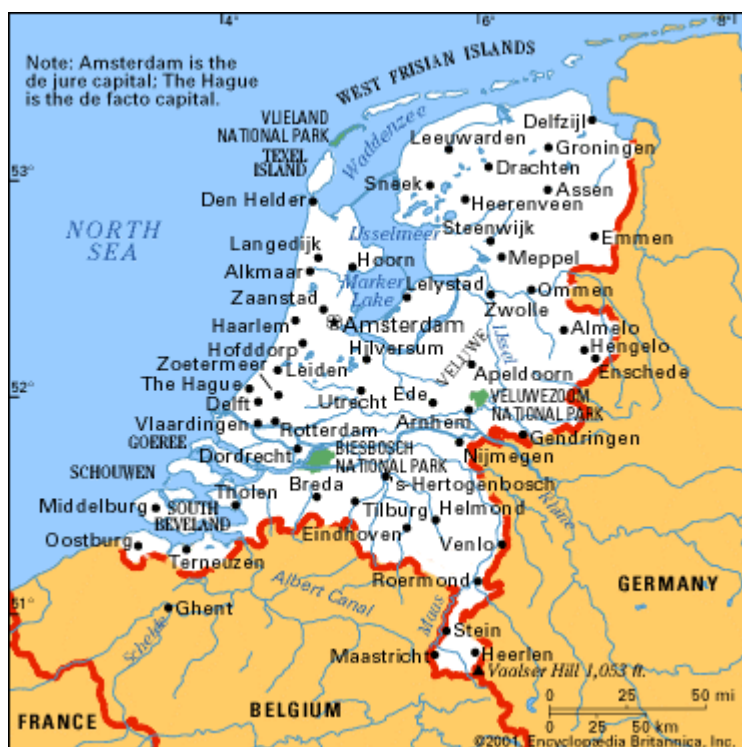 4°
6°
8°
Note: Amsterdam is the
de jure capital; The Hague
is the de facto capital.
WEST FRISIAN ISLANDS
VLIELAND
NATIONAL PARK
TEXEL
ISLAND
Waddenzee
Delfzijl
Leeuwarden
Groningen
53°
Drachten
Sneek
Assen
Den Helder
Heerenveen
NORTH
SEA
IJsselmeer
Steenwijk
Langedijk
Emmen
Hoorn
Meppel
Alkmaar
Marker
Lake
Lelystad
Ommen
Zaanstad
Zwolle
Haarlem
Amsterdam
IJssel
Almelo
Hofddorp
Hilversum
VELUWE
Hengelo
Zoetermeer
Leiden
Apeldoorn
Enschede
52°
The Hague
Utrecht
Ede
VELUWEZOOM
NATIONAL PARK
Delft
Arnhem
Vlaardingen
Rotterdam
Gendringen
GOEREE
Dordrecht
BIESBOSCH
NATIONAL PARK
Nijmegen
SCHOUWEN
's Hertogenbosch
Rhine
Tholen
Breda
Middelburg
SOUTH
BEVELAND
Tilburg
Helmond
Oostburg
Eindhoven
Venlo
Terneuzen
Albert Canal
Roermond
GERMANY
51°
Ghent
Maas
Schelde
Stein
Maastricht
Heerlen
Vaalser Hill 1,053 ft.
BELGIUM
FRANCE
0 25 50 mi
0 25 50 km
©2001 Encyclopædia Britannica, Inc.